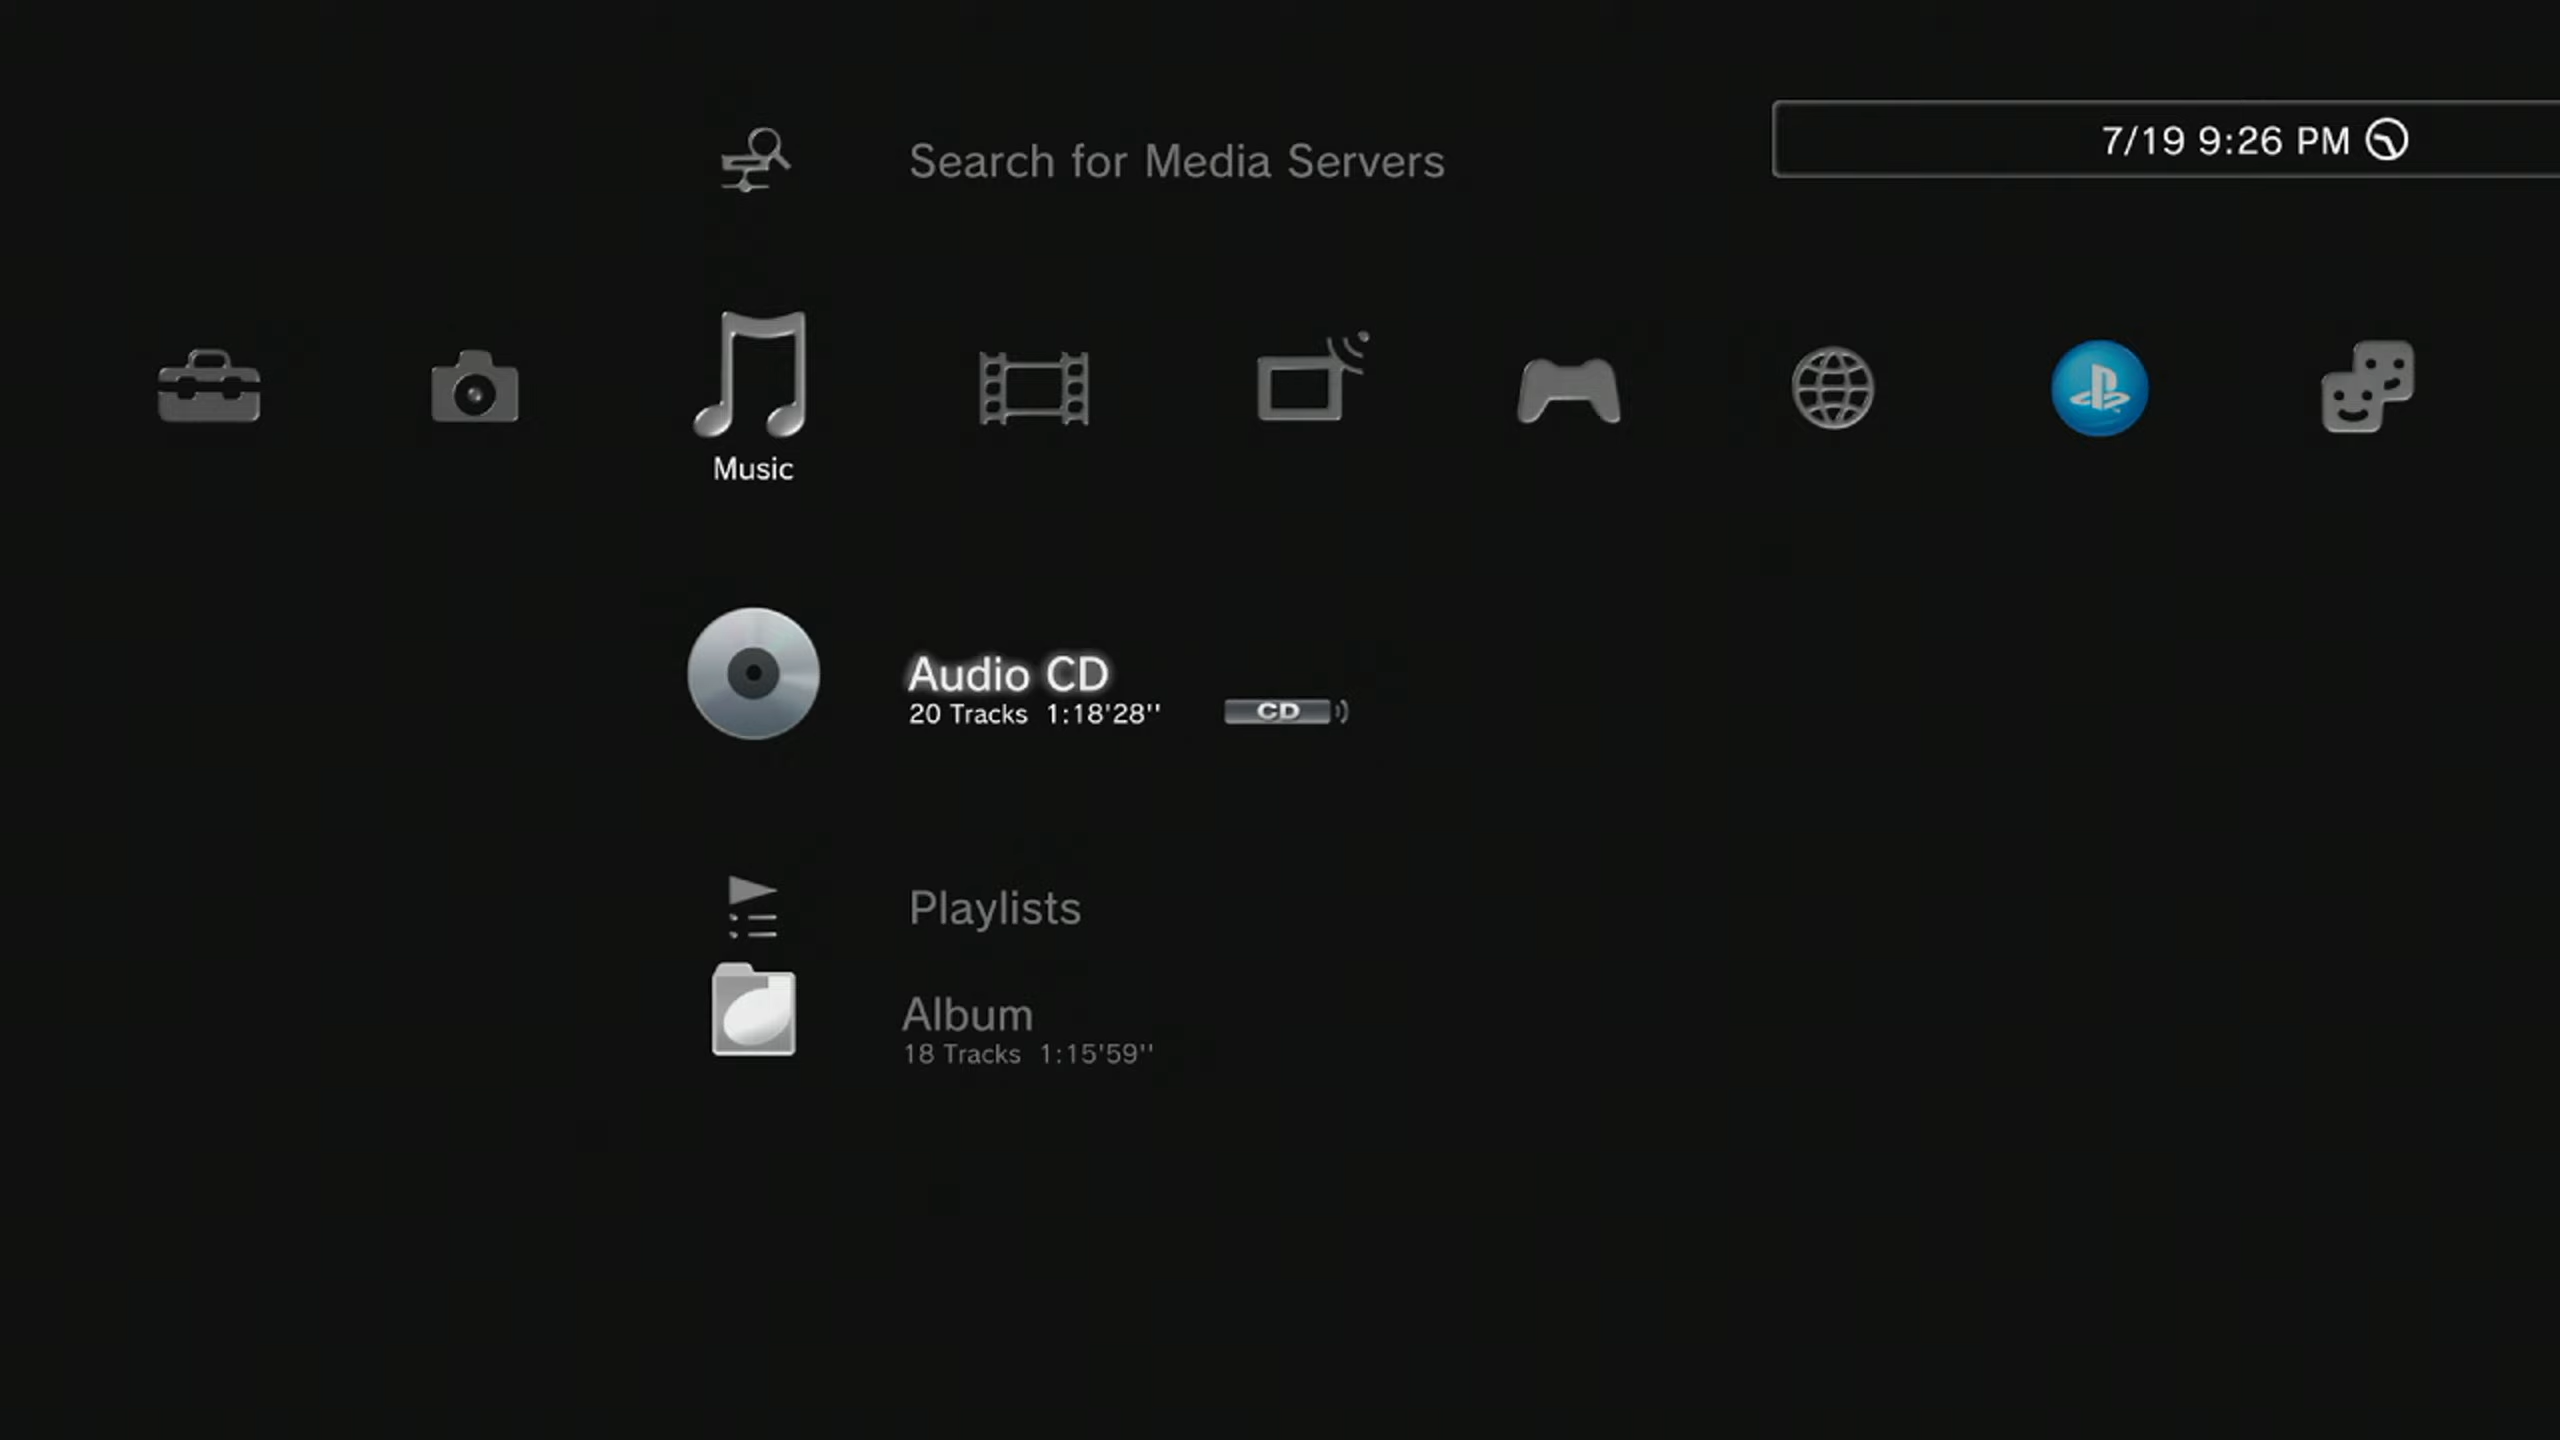 Search for Media Servers
7/19 9:26 PM
Music
Audio CD
20 Tracks 1:18'28''
CD
Playlists
Album
18 Tracks 1:15'59''